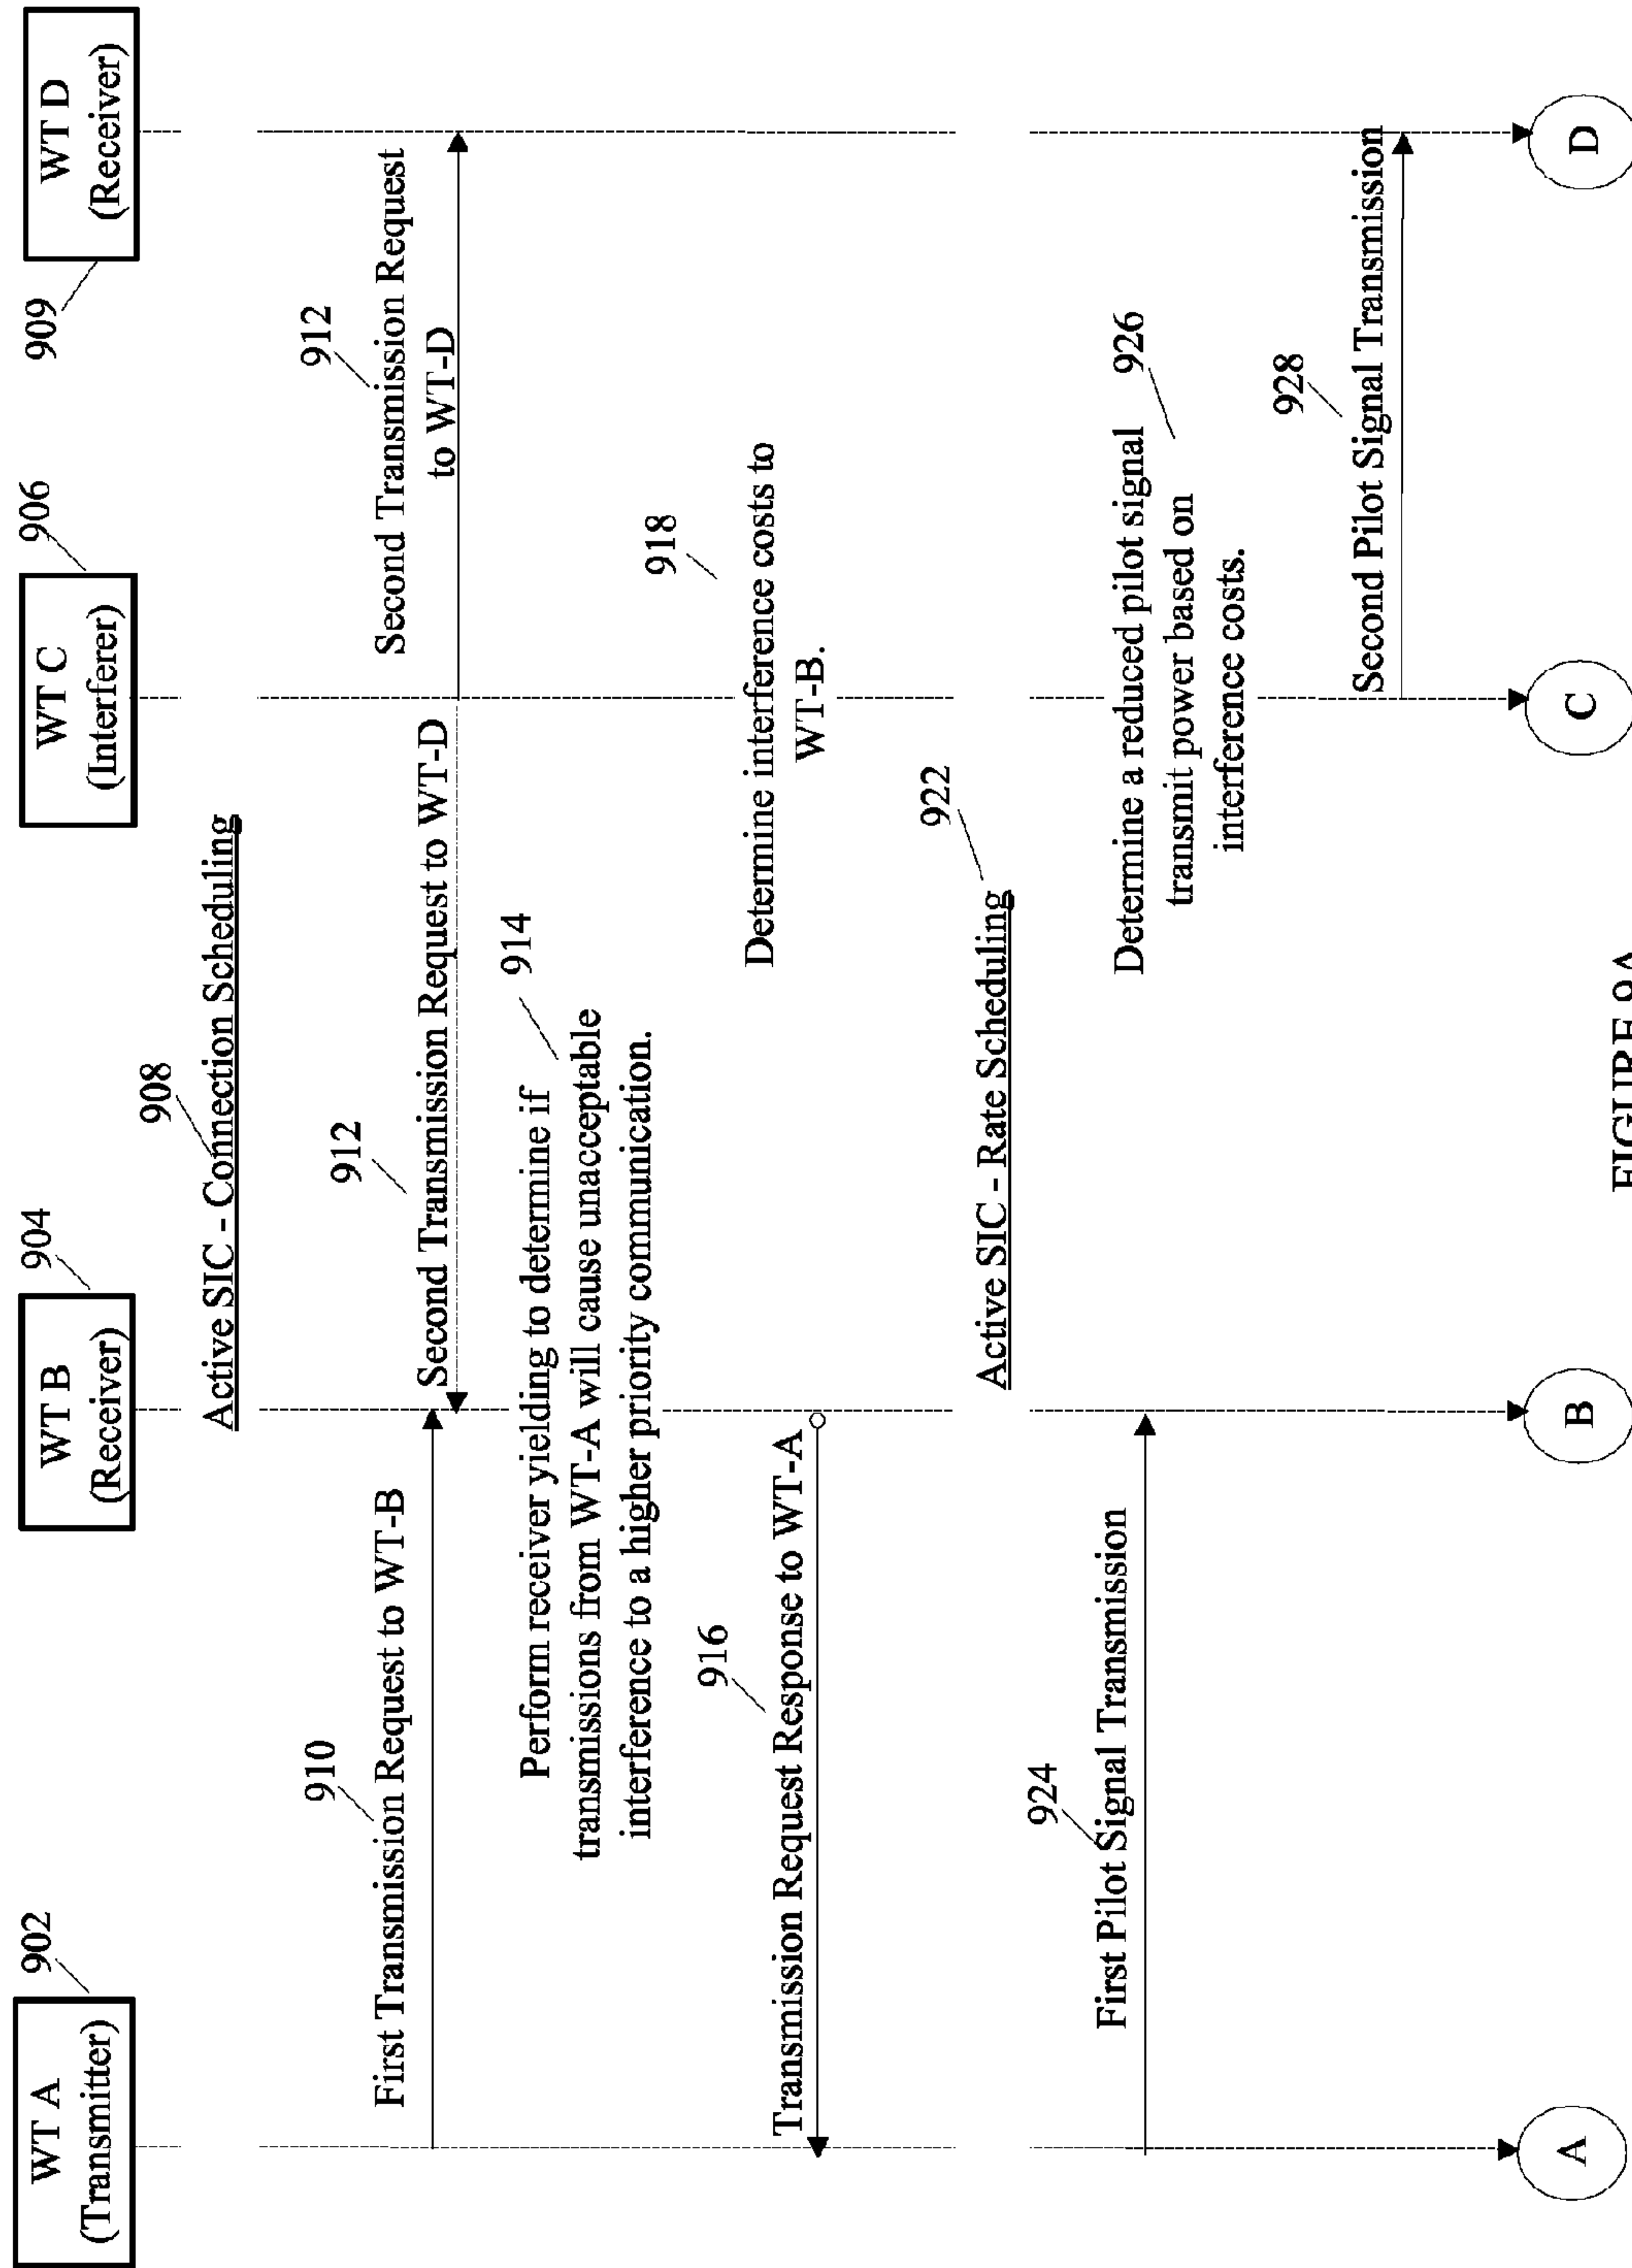 902
904
906
909
WT A
(Transmitter)
WT B
(Receiver)
WT C
(Interferer)
WT D
(Receiver)
908
Active SIC - Connection Scheduling
910
First Transmission Request to WT-B
912
Second Transmission Request to WT-D
912
Second Transmission Request
to WT-D
914
Perform receiver yielding to determine if
transmissions from WT-A will cause unacceptable
interference to a higher priority communication.
916
Transmission Request Response to WT-A
918
Determine interference costs to
WT-B.
922
Active SIC - Rate Scheduling
924
First Pilot Signal Transmission
926
Determine a reduced pilot signal
transmit power based on
interference costs.
928
Second Pilot Signal Transmission
A
B
C
D
FIGURE 9A